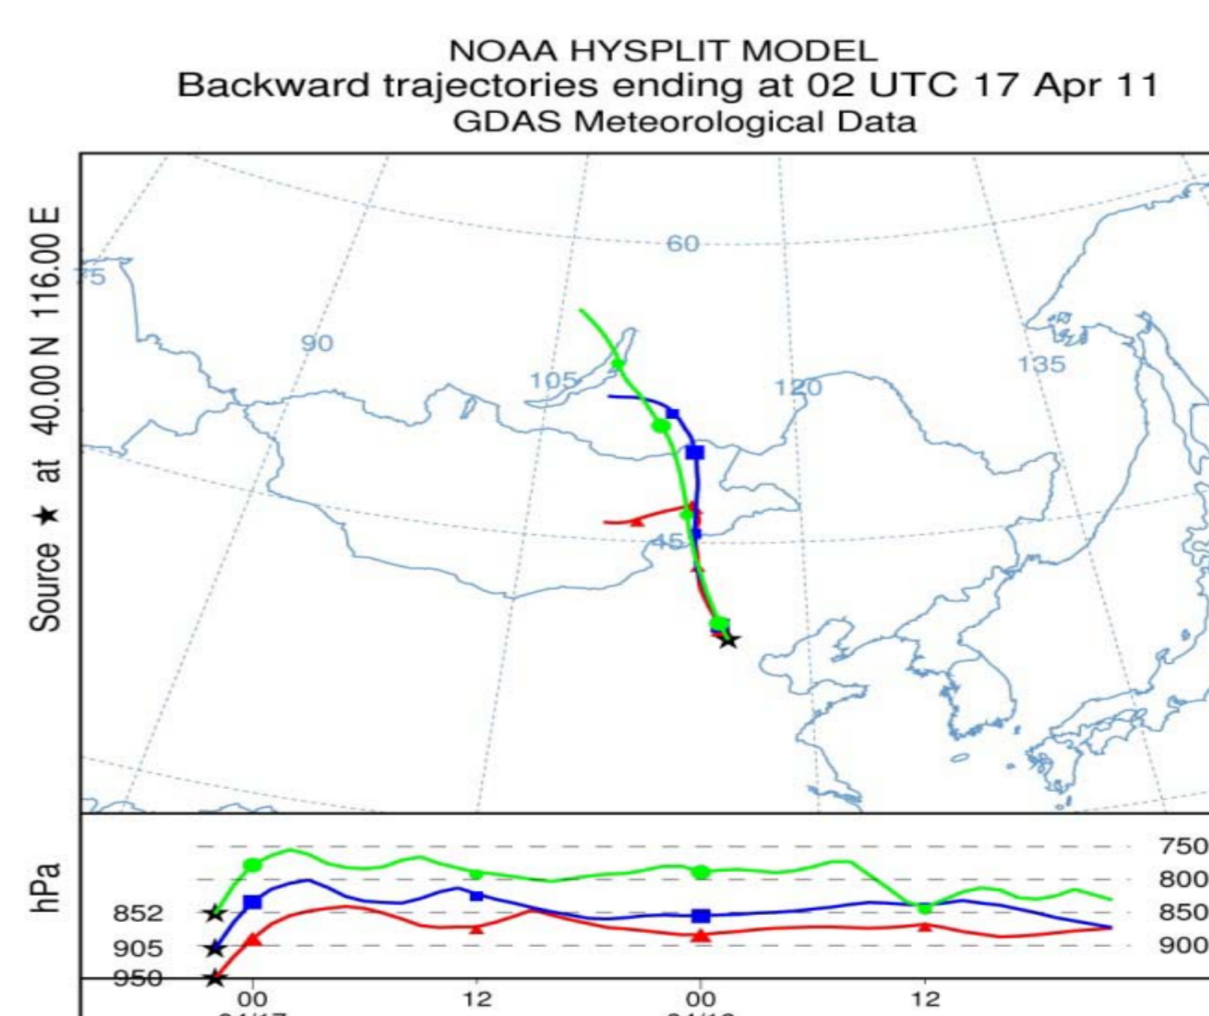 NOAA HYSPLIT MODEL
Backward trajectories ending at 02 UTC 17 Apr 11
GDAS Meteorological Data
Source ★ at 40.00 N 116.00 E
60
75
90
105
120
135
45
hPa
750
800
852
850
905
900
950
00 12 00 12